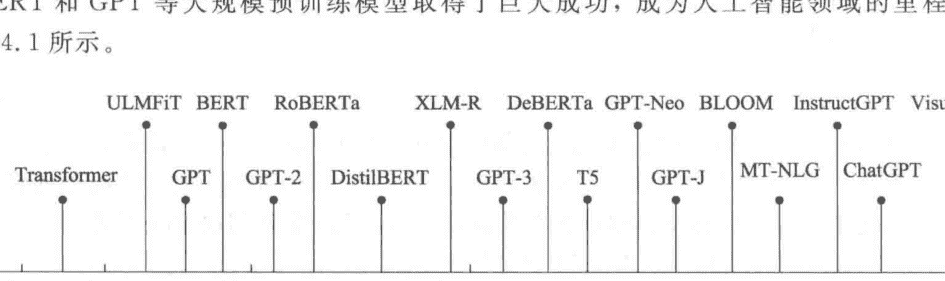 ERT 和 GPT 等大规模预训练模型取得了巨大成功，成为人工智能领域的里程
4.1 所示。
ULMFiT BERT RoBERTa XLM-R DeBERTa GPT-Neo BLOOM InstructGPT Visu
Transformer GPT GPT-2 DistilBERT GPT-3 T5 GPT-J MT-NLG ChatGPT